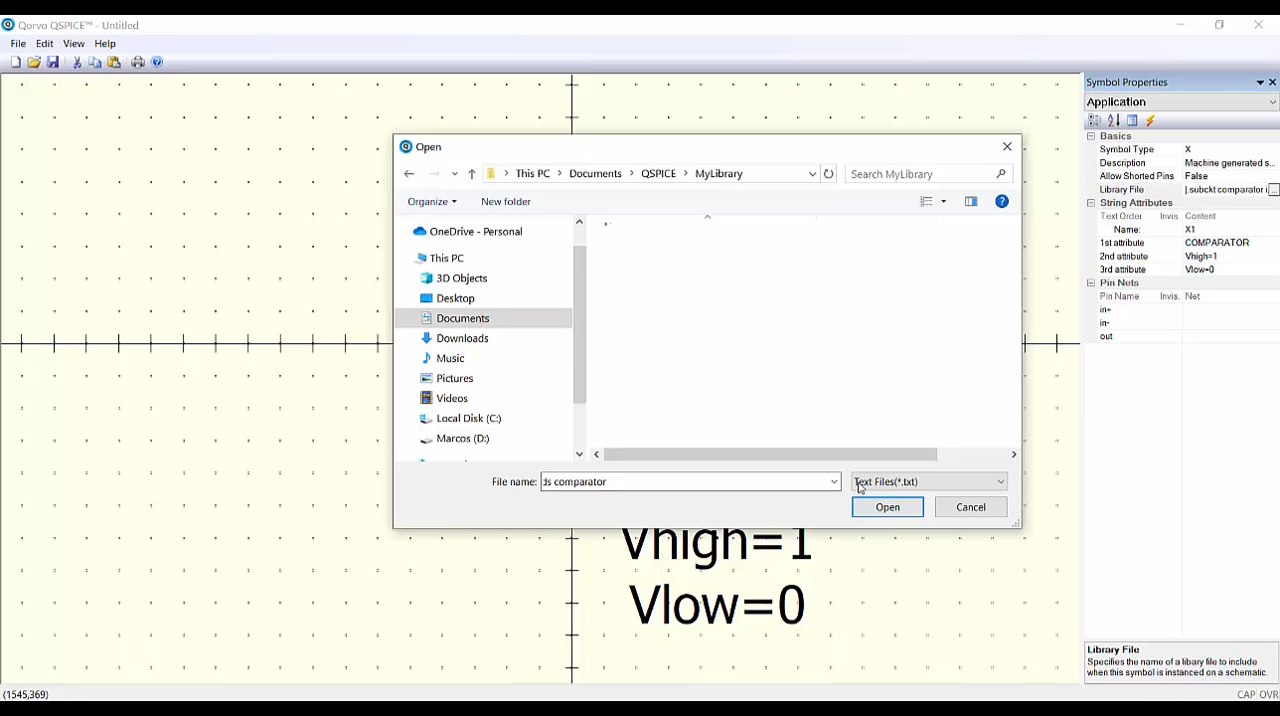 Qorvo QSPICE™ - Untitled
File Edit View Help
Symbol Properties
Application
Basics
Symbol Type X
Description Machine generated s...
Allow Shorted Pins False
Library File |.subckt comparator i...
String Attributes
Text Order Invis. Content
Name: X1
1st attribute COMPARATOR
2nd attribute Vhigh=1
3rd attribute Vlow=0
Pin Nets
Pin Name Invis. Net
in+
in-
out
Open
This PC > Documents > QSPICE > MyLibrary
Search MyLibrary
Organize New folder
OneDrive - Personal
This PC
3D Objects
Desktop
Documents
Downloads
Music
Pictures
Videos
Local Disk (C:)
Marcos (D:)
File name: ds comparator
Text Files(*.txt)
Open Cancel
Vhigh=1
Vlow=0
Library File
Specifies the name of a libary file to include
when this symbol is instanced on a schematic.
(1545,369)
CAP OVR